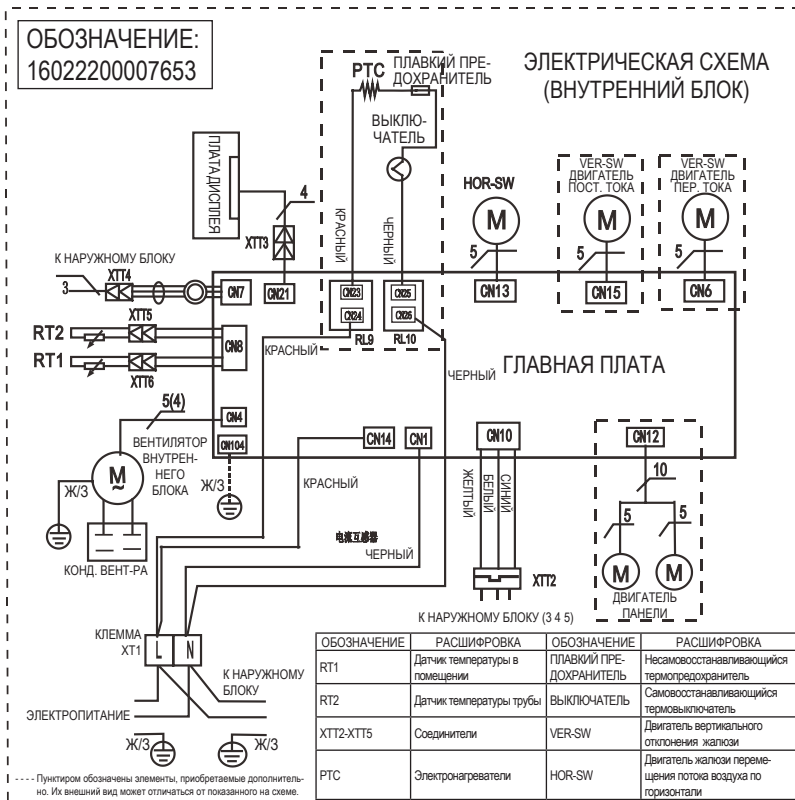 ОБОЗНАЧЕНИЕ:
16022200007653
ЭЛЕКТРИЧЕСКАЯ СХЕМА
(ВНУТРЕННИЙ БЛОК)
PTC
ПЛАВКИЙ ПРЕ-
ДОХРАНИТЕЛЬ
ВЫКЛЮ-
ЧАТЕЛЬ
КРАСНЫЙ
ЧЕРНЫЙ
ПЛАТА ДИСПЛЕЯ
4
XTT3
HOR-SW
M
5
CN13
VER-SW
ДВИГАТЕЛЬ
ПОСТ. ТОКА
M
5
CN15
VER-SW
ДВИГАТЕЛЬ
ПЕР. ТОКА
M
5
CN6
К НАРУЖНОМУ БЛОКУ
3
XTT4
CN7
CN21
CN23
CN24
RL9
CN25
CN26
RL10
RT2
XTT5
RT1
XTT6
CN8
КРАСНЫЙ
ЧЕРНЫЙ
ГЛАВНАЯ ПЛАТА
5(4)
CN4
CN104
ВЕНТИЛЯТОР
ВНУТРЕН-
НЕГО
БЛОКА
M
~
Ж/З
Ж/З
КОНД. ВЕНТ-РА
CN14
CN1
КРАСНЫЙ
电流互感器
ЧЕРНЫЙ
CN10
ЖЕЛТЫЙ
БЕЛЫЙ
СИНИЙ
XTT2
К НАРУЖНОМУ БЛОКУ (3 4 5)
CN12
10
5
5
M
M
ДВИГАТЕЛЬ
ПАНЕЛИ
КЛЕММА
XT1
L
N
К НАРУЖНОМУ
БЛОКУ
ЭЛЕКТРОПИТАНИЕ
Ж/З
Ж/З
ОБОЗНАЧЕНИЕ РАСШИФРОВКА ОБОЗНАЧЕНИЕ РАСШИФРОВКА
RT1 Датчик температуры в помещении ПЛАВКИЙ ПРЕ-ДОХРАНИТЕЛЬ Несамовосстанавливающийся термопредохранитель
RT2 Датчик температуры трубы ВЫКЛЮЧАТЕЛЬ Самовосстанавливающийся термовыключатель
XTT2-XTT5 Соединители VER-SW Двигатель вертикального отклонения жалюзи
PTC Электронагреватели HOR-SW Двигатель жалюзи переме-щения потока воздуха по горизонтали
---- Пунктиром обозначены элементы, приобретаемые дополнитель-
но. Их внешний вид может отличаться от показанного на схеме.